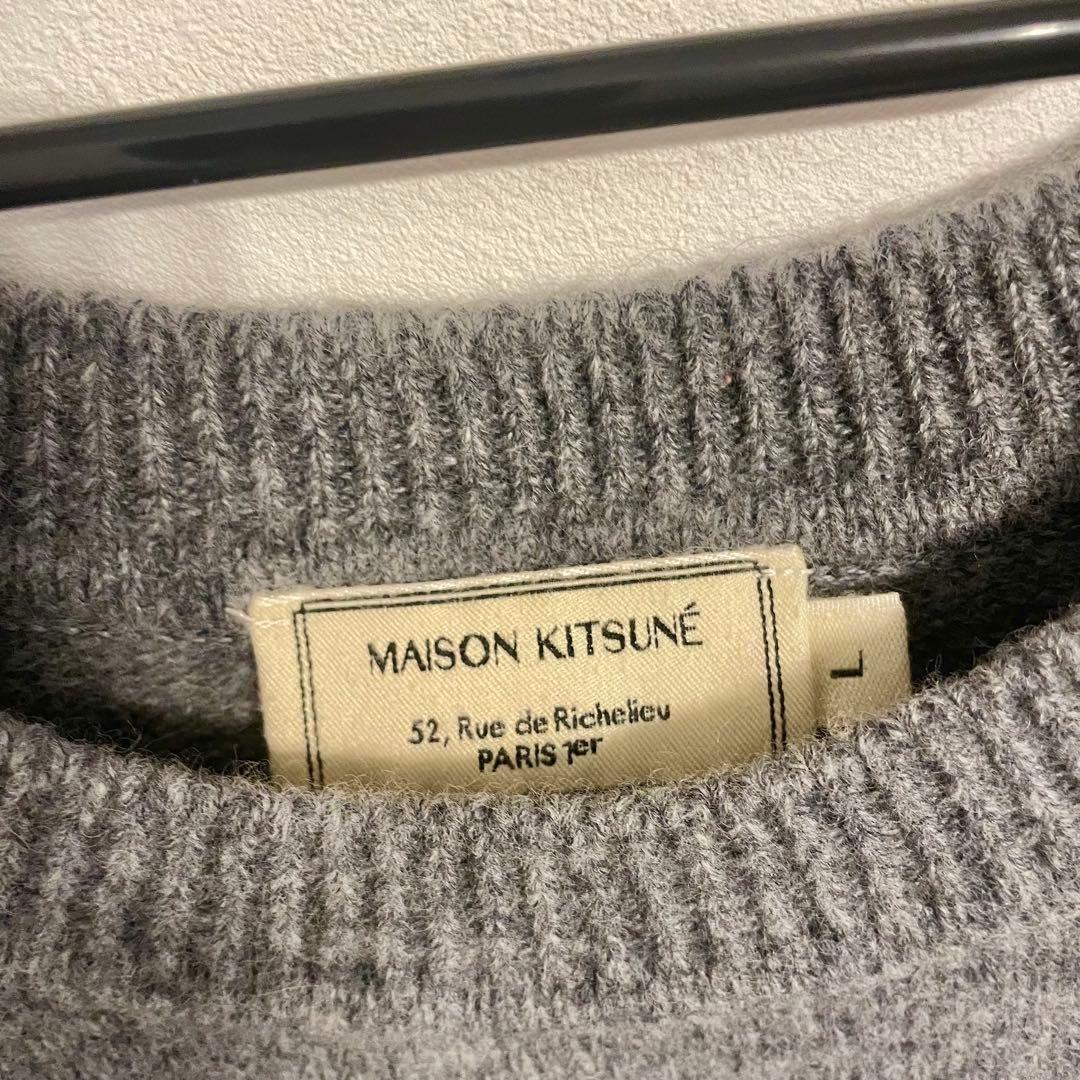 MAISON KITSUNÉ
52, Rue de Richelieu
PARIS 1er
L